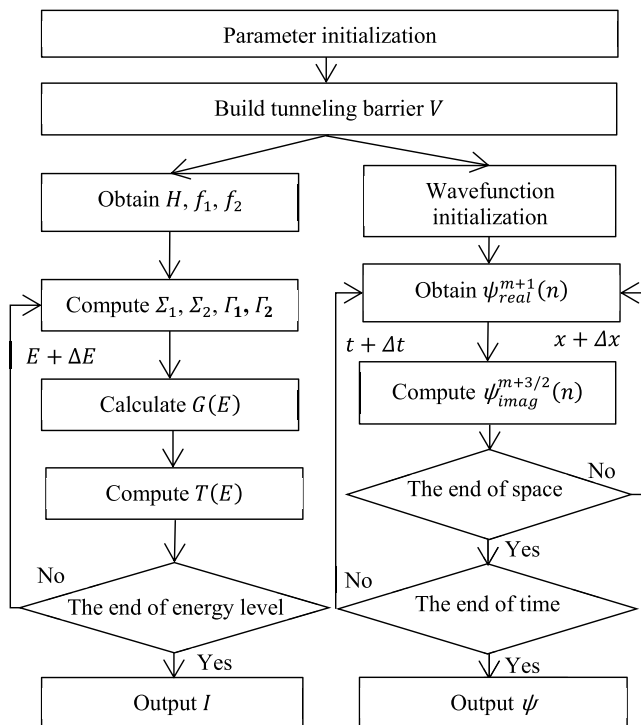 Parameter initialization
Build tunneling barrier V
Obtain H, f₁, f₂
Compute Σ₁, Σ₂, Γ₁, Γ₂
E + ΔE
Calculate G(E)
Compute T(E)
No
The end of energy level
Yes
Output I
Wavefunction
initialization
Obtain ψ_{real}^{m+1}(n)
t + Δt
x + Δx
Compute ψ_{imag}^{m+3/2}(n)
The end of space
No
Yes
No
The end of time
Yes
Output ψ